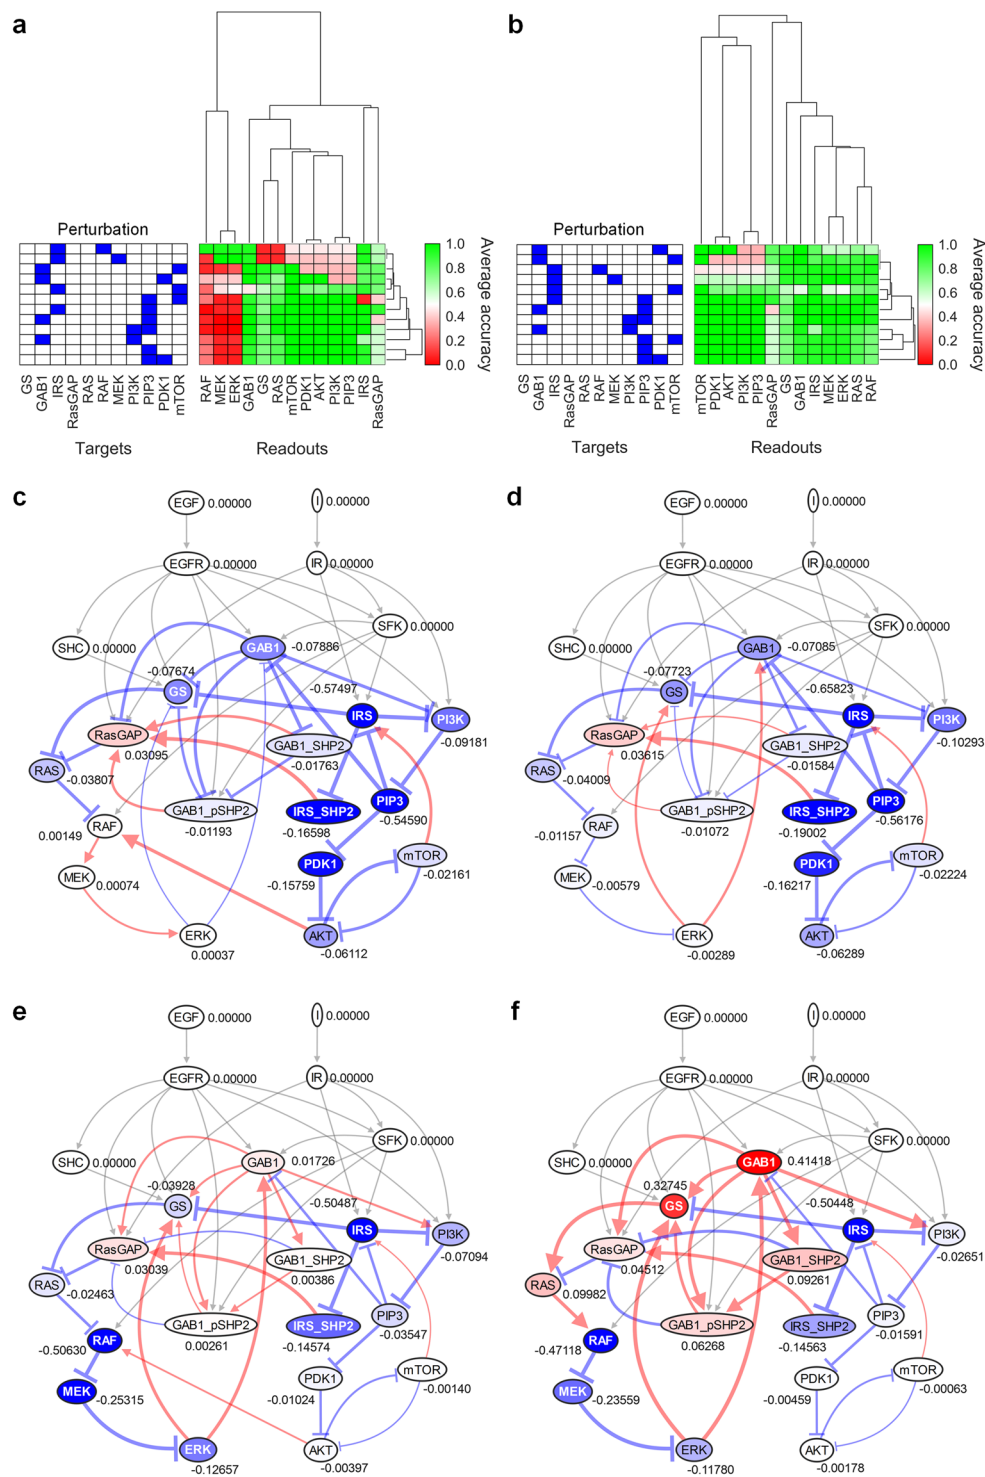 a
Perturbation
GS
GAB1
IRS
RasGAP
RAS
RAF
MEK
PI3K
PIP3
PDK1
mTOR
Targets
RAF
MEK
ERK
GAB1
GS
RAS
mTOR
PDK1
AKT
PI3K
PIP3
IRS
RasGAP
Readouts
1.0
0.8
0.6
0.4
0.2
0.0
Average accuracy
b
Perturbation
GS
GAB1
IRS
RasGAP
RAS
RAF
MEK
PI3K
PIP3
PDK1
mTOR
Targets
mTOR
PDK1
AKT
PI3K
PIP3
RasGAP
GS
GAB1
IRS
MEK
ERK
RAS
RAF
Readouts
1.0
0.8
0.6
0.4
0.2
0.0
Average accuracy
c
EGF 0.00000
I 0.00000
EGFR 0.00000
IR 0.00000
SFK 0.00000
SHC 0.00000
GAB1 -0.07886
-0.07674
GS
-0.57497
IRS
PI3K
-0.09181
RasGAP
0.03095
GAB1_SHP2
-0.01763
RAS
-0.03807
GAB1_pSHP2
-0.01193
IRS_SHP2
-0.16598
PIP3
-0.54590
0.00149
RAF
MEK
0.00074
PDK1
-0.15759
mTOR
-0.02161
ERK
0.00037
AKT
-0.06112
d
EGF 0.00000
I 0.00000
EGFR 0.00000
IR 0.00000
SFK 0.00000
SHC 0.00000
GAB1 -0.07085
-0.07723
GS
-0.65823
IRS
PI3K
-0.10293
RasGAP
0.03615
GAB1_SHP2
-0.01584
RAS
-0.04009
GAB1_pSHP2
-0.01072
IRS_SHP2
-0.19002
PIP3
-0.56176
-0.01157
RAF
MEK
-0.00579
PDK1
-0.16217
mTOR
-0.02224
ERK
-0.00289
AKT
-0.06289
e
EGF 0.00000
I 0.00000
EGFR 0.00000
IR 0.00000
SFK 0.00000
SHC 0.00000
GAB1 0.01726
-0.03928
GS
-0.50487
IRS
PI3K
-0.07094
RasGAP
0.03039
GAB1_SHP2
0.00386
RAS
-0.02463
GAB1_pSHP2
0.00261
IRS_SHP2
-0.14574
PIP3
-0.03547
RAF
-0.50630
MEK
-0.25315
PDK1
-0.01024
mTOR
-0.00140
ERK
-0.12657
AKT
-0.00397
f
EGF 0.00000
I 0.00000
EGFR 0.00000
IR 0.00000
SFK 0.00000
SHC 0.00000
GAB1 0.41418
0.32745
GS
-0.50448
IRS
PI3K
-0.02651
RasGAP
0.04512
GAB1_SHP2
0.09261
RAS
0.09982
GAB1_pSHP2
0.06268
IRS_SHP2
-0.14563
PIP3
-0.01591
RAF
-0.47118
MEK
-0.23559
PDK1
-0.00459
mTOR
-0.00063
ERK
-0.11780
AKT
-0.00178